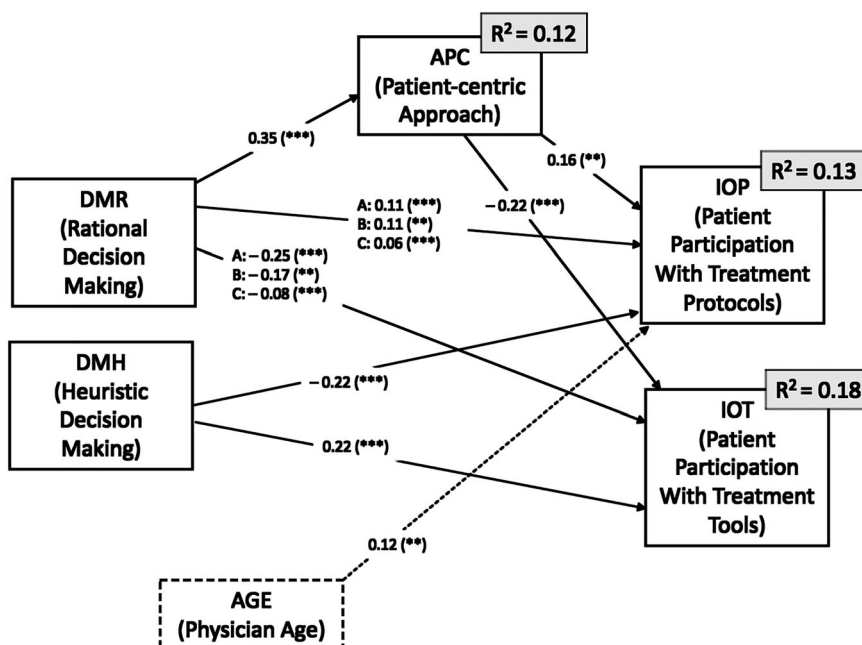 R² = 0.12
APC
(Patient-centric
Approach)
0.35 (***)
0.16 (**)
R² = 0.13
DMR
(Rational
Decision
Making)
A: 0.11 (***)
B: 0.11 (**)
C: 0.06 (***)
– 0.22 (***)
IOP
(Patient
Participation
With Treatment
Protocols)
A: – 0.25 (***)
B: – 0.17 (**)
C: – 0.08 (***)
DMH
(Heuristic
Decision
Making)
– 0.22 (***)
0.22 (***)
R² = 0.18
IOT
(Patient
Participation
With Treatment
Tools)
0.12 (**)
AGE
(Physician Age)